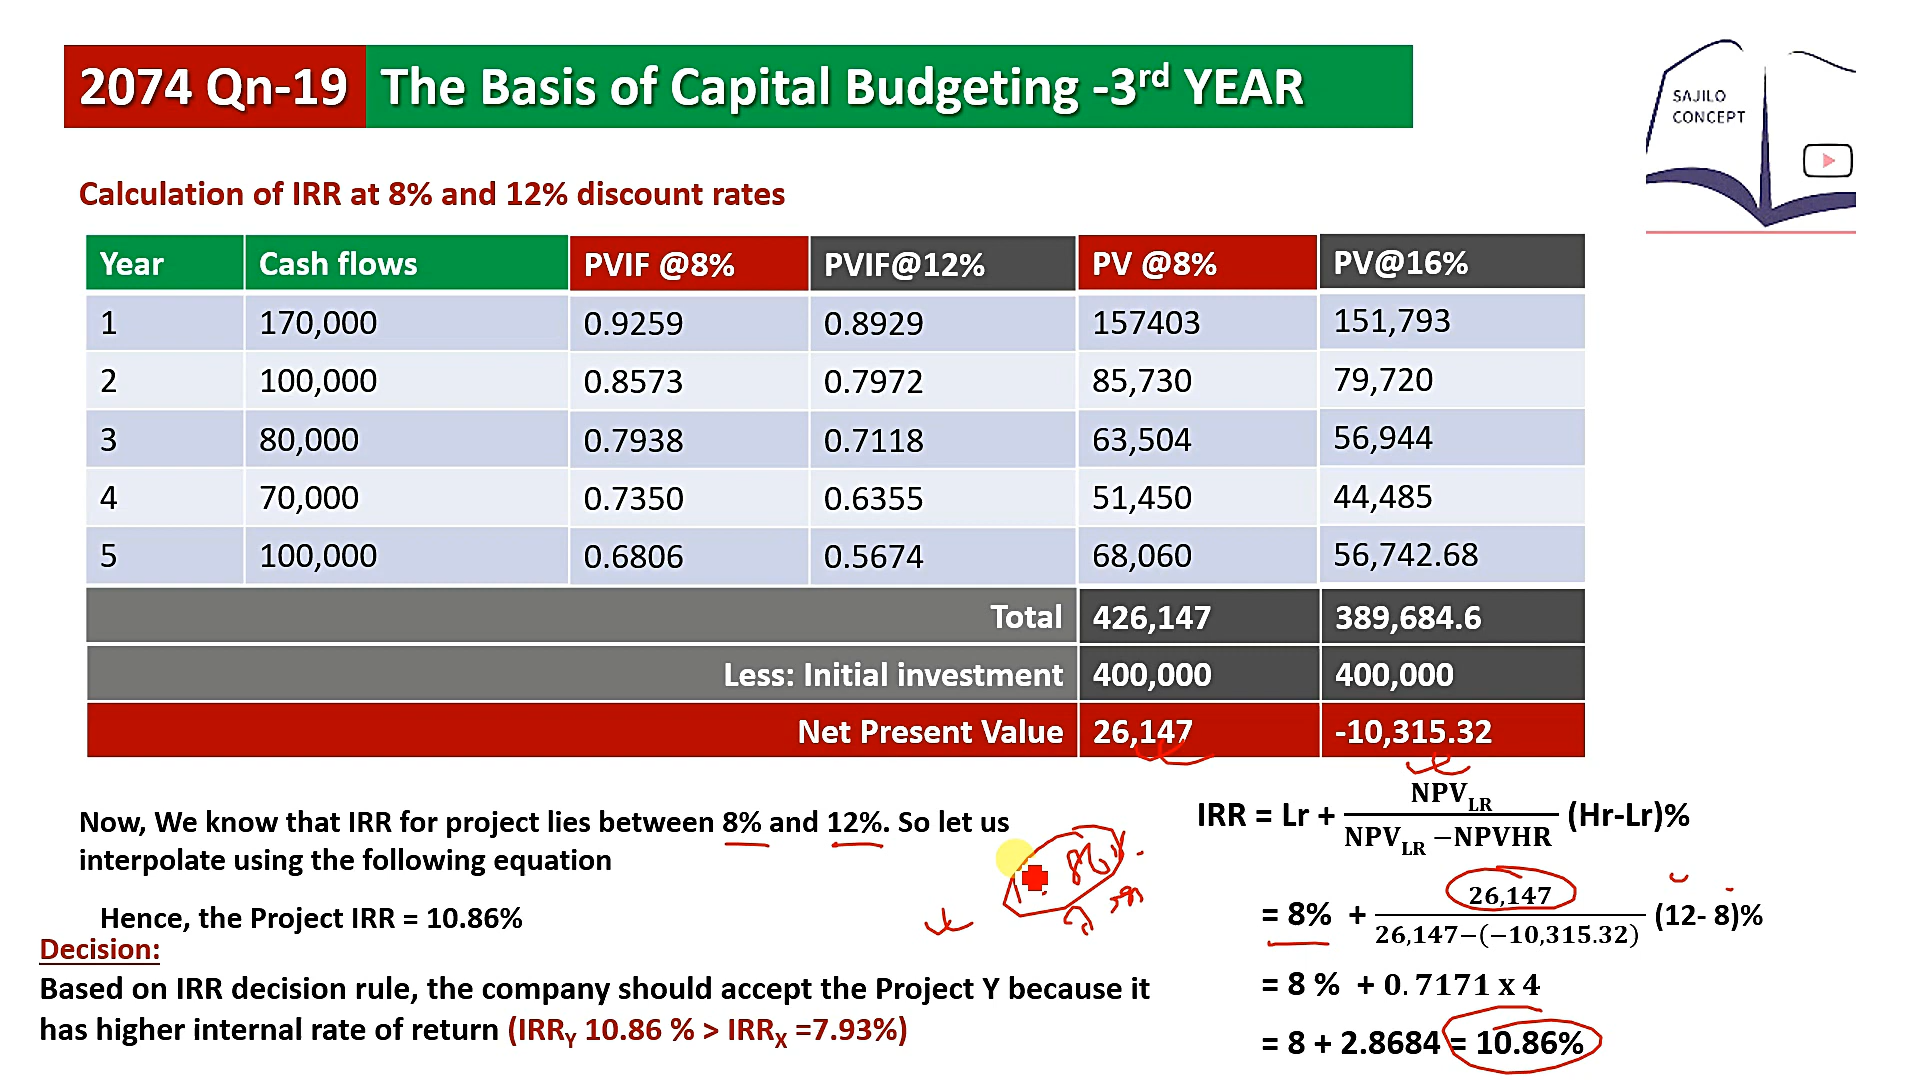 2074 Qn-19 The Basis of Capital Budgeting -3rd YEAR
SAJILO
CONCEPT
Calculation of IRR at 8% and 12% discount rates
Year Cash flows PVIF @8% PVIF@12% PV @8% PV@16%
1 170,000 0.9259 0.8929 157403 151,793
2 100,000 0.8573 0.7972 85,730 79,720
3 80,000 0.7938 0.7118 63,504 56,944
4 70,000 0.7350 0.6355 51,450 44,485
5 100,000 0.6806 0.5674 68,060 56,742.68
Total 426,147 389,684.6
Less: Initial investment 400,000 400,000
Net Present Value 26,147 -10,315.32
Now, We know that IRR for project lies between 8% and 12%. So let us
interpolate using the following equation
Hence, the Project IRR = 10.86%
Decision:
Based on IRR decision rule, the company should accept the Project Y because it
has higher internal rate of return (IRRY 10.86 % > IRRX =7.93%)
IRR = Lr + NPVLR / NPVLR −NPVHR (Hr-Lr)%
= 8% + 26,147 / 26,147−(−10,315.32) (12- 8)%
= 8 % + 0.7171 x 4
= 8 + 2.8684 = 10.86%